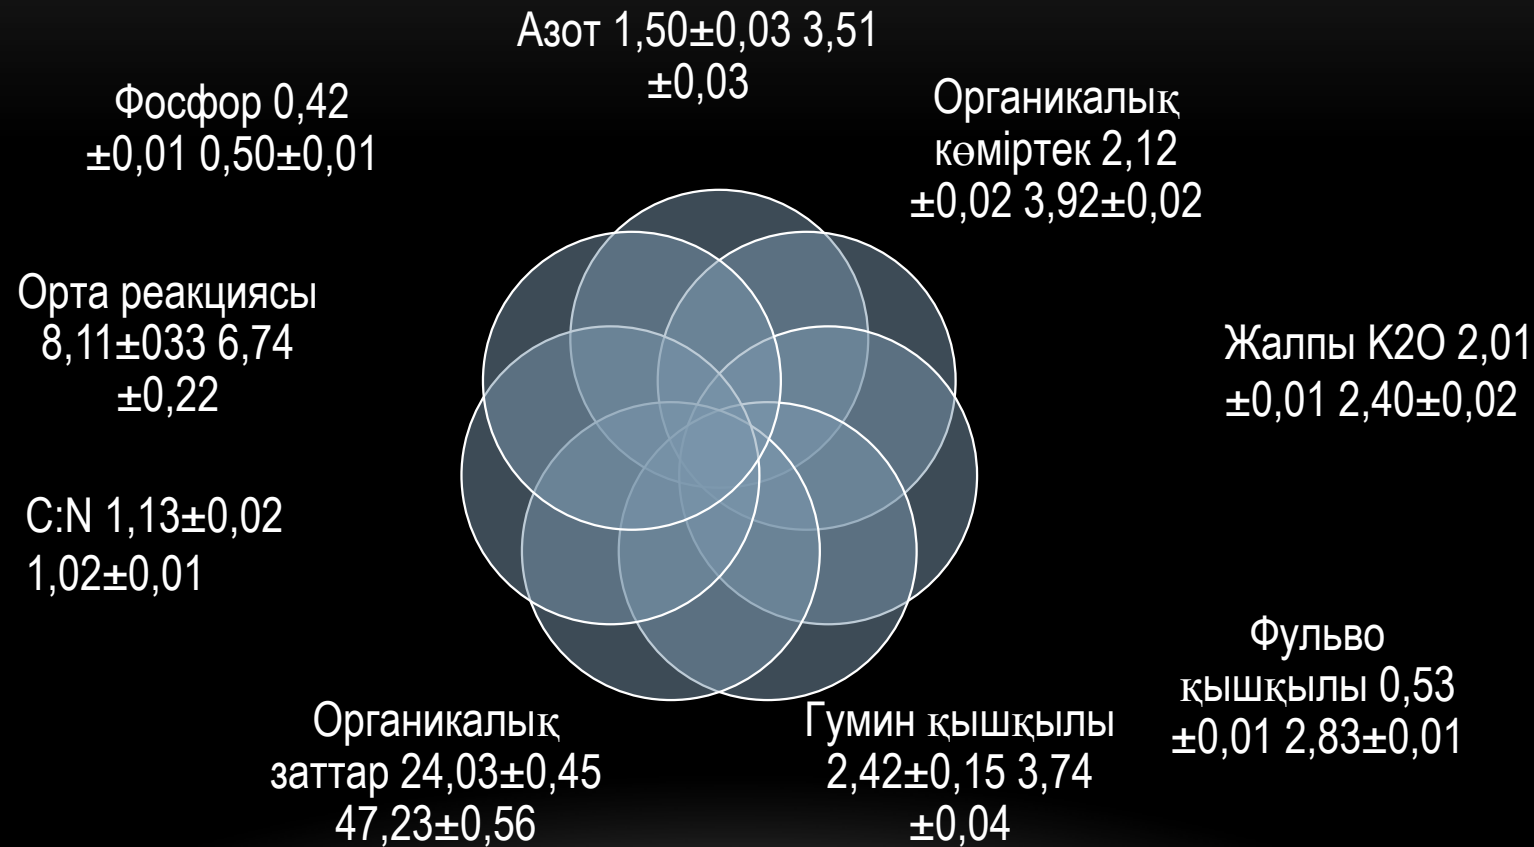 Азот 1,50±0,03 3,51
±0,03
Органикалық
көміртек 2,12
±0,02 3,92±0,02
Жалпы K2O 2,01
±0,01 2,40±0,02
Фульво
қышқылы 0,53
±0,01 2,83±0,01
Гумин қышқылы
2,42±0,15 3,74
±0,04
Органикалық
заттар 24,03±0,45
47,23±0,56
C:N 1,13±0,02
1,02±0,01
Орта реакциясы
8,11±033 6,74
±0,22
Фосфор 0,42
±0,01 0,50±0,01